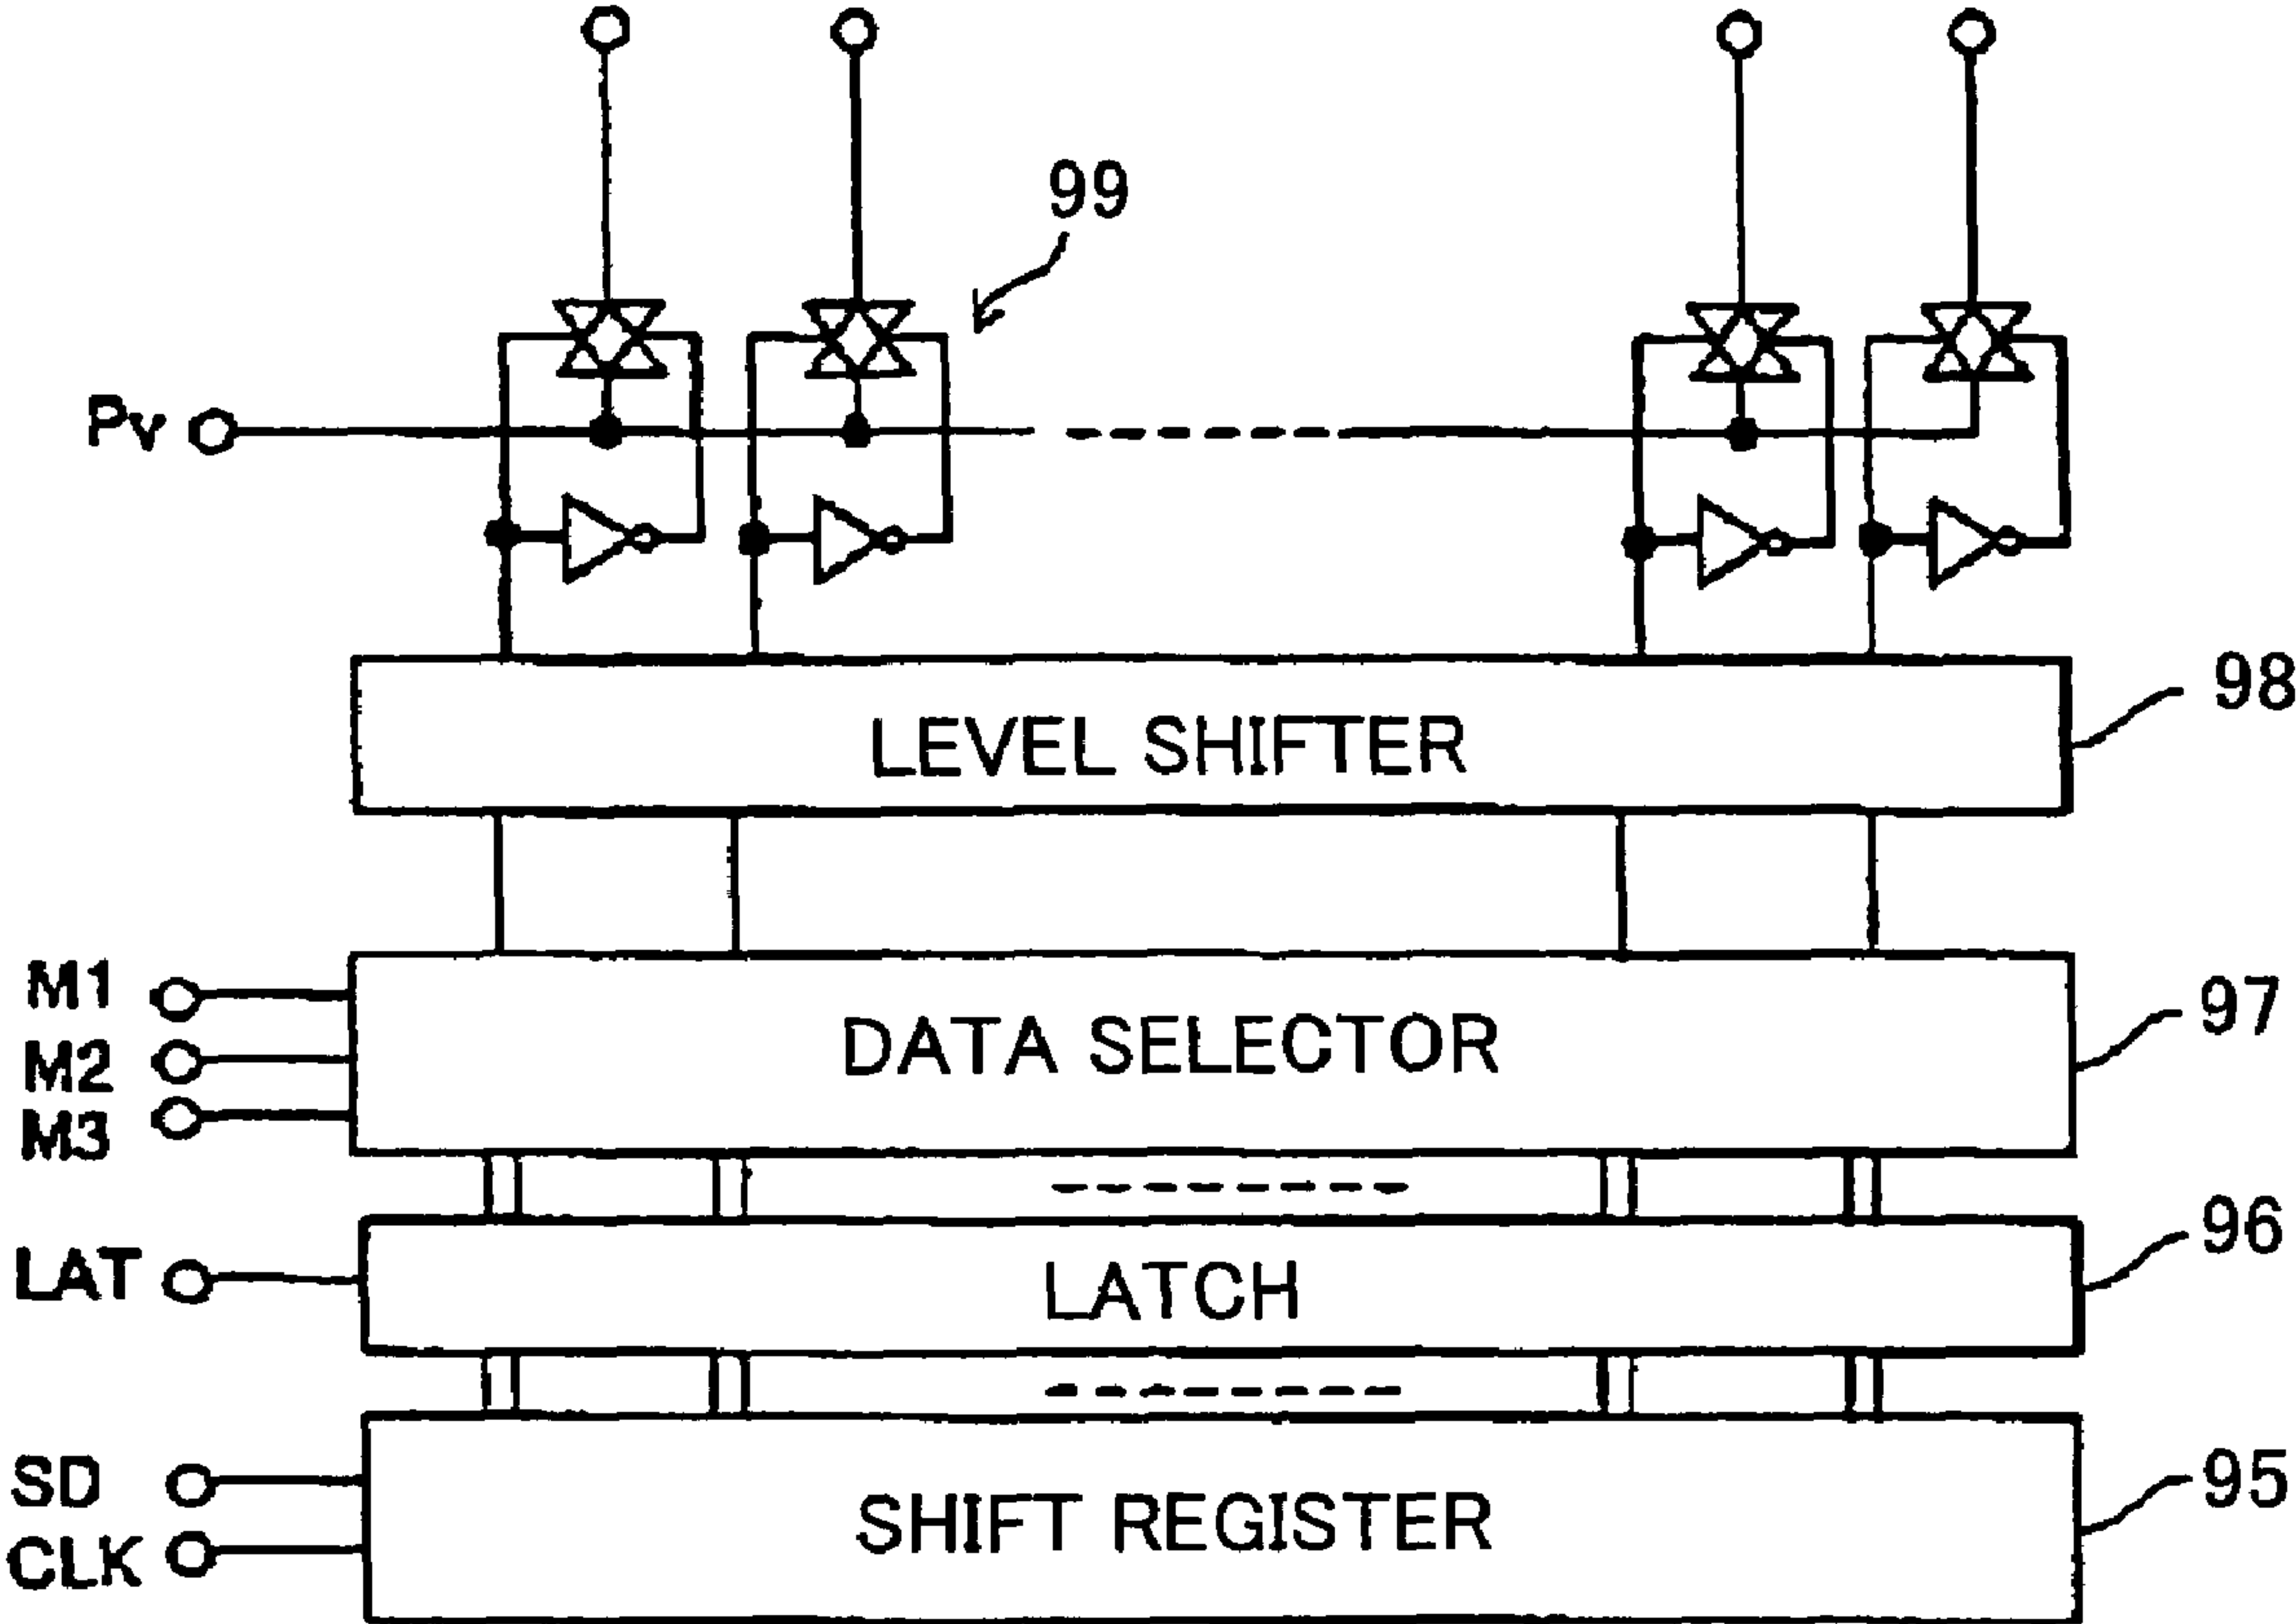 99
Pv
LEVEL SHIFTER
98
M1
M2
M3
DATA SELECTOR
97
LAT
LATCH
96
SD
CLK
SHIFT REGISTER
95